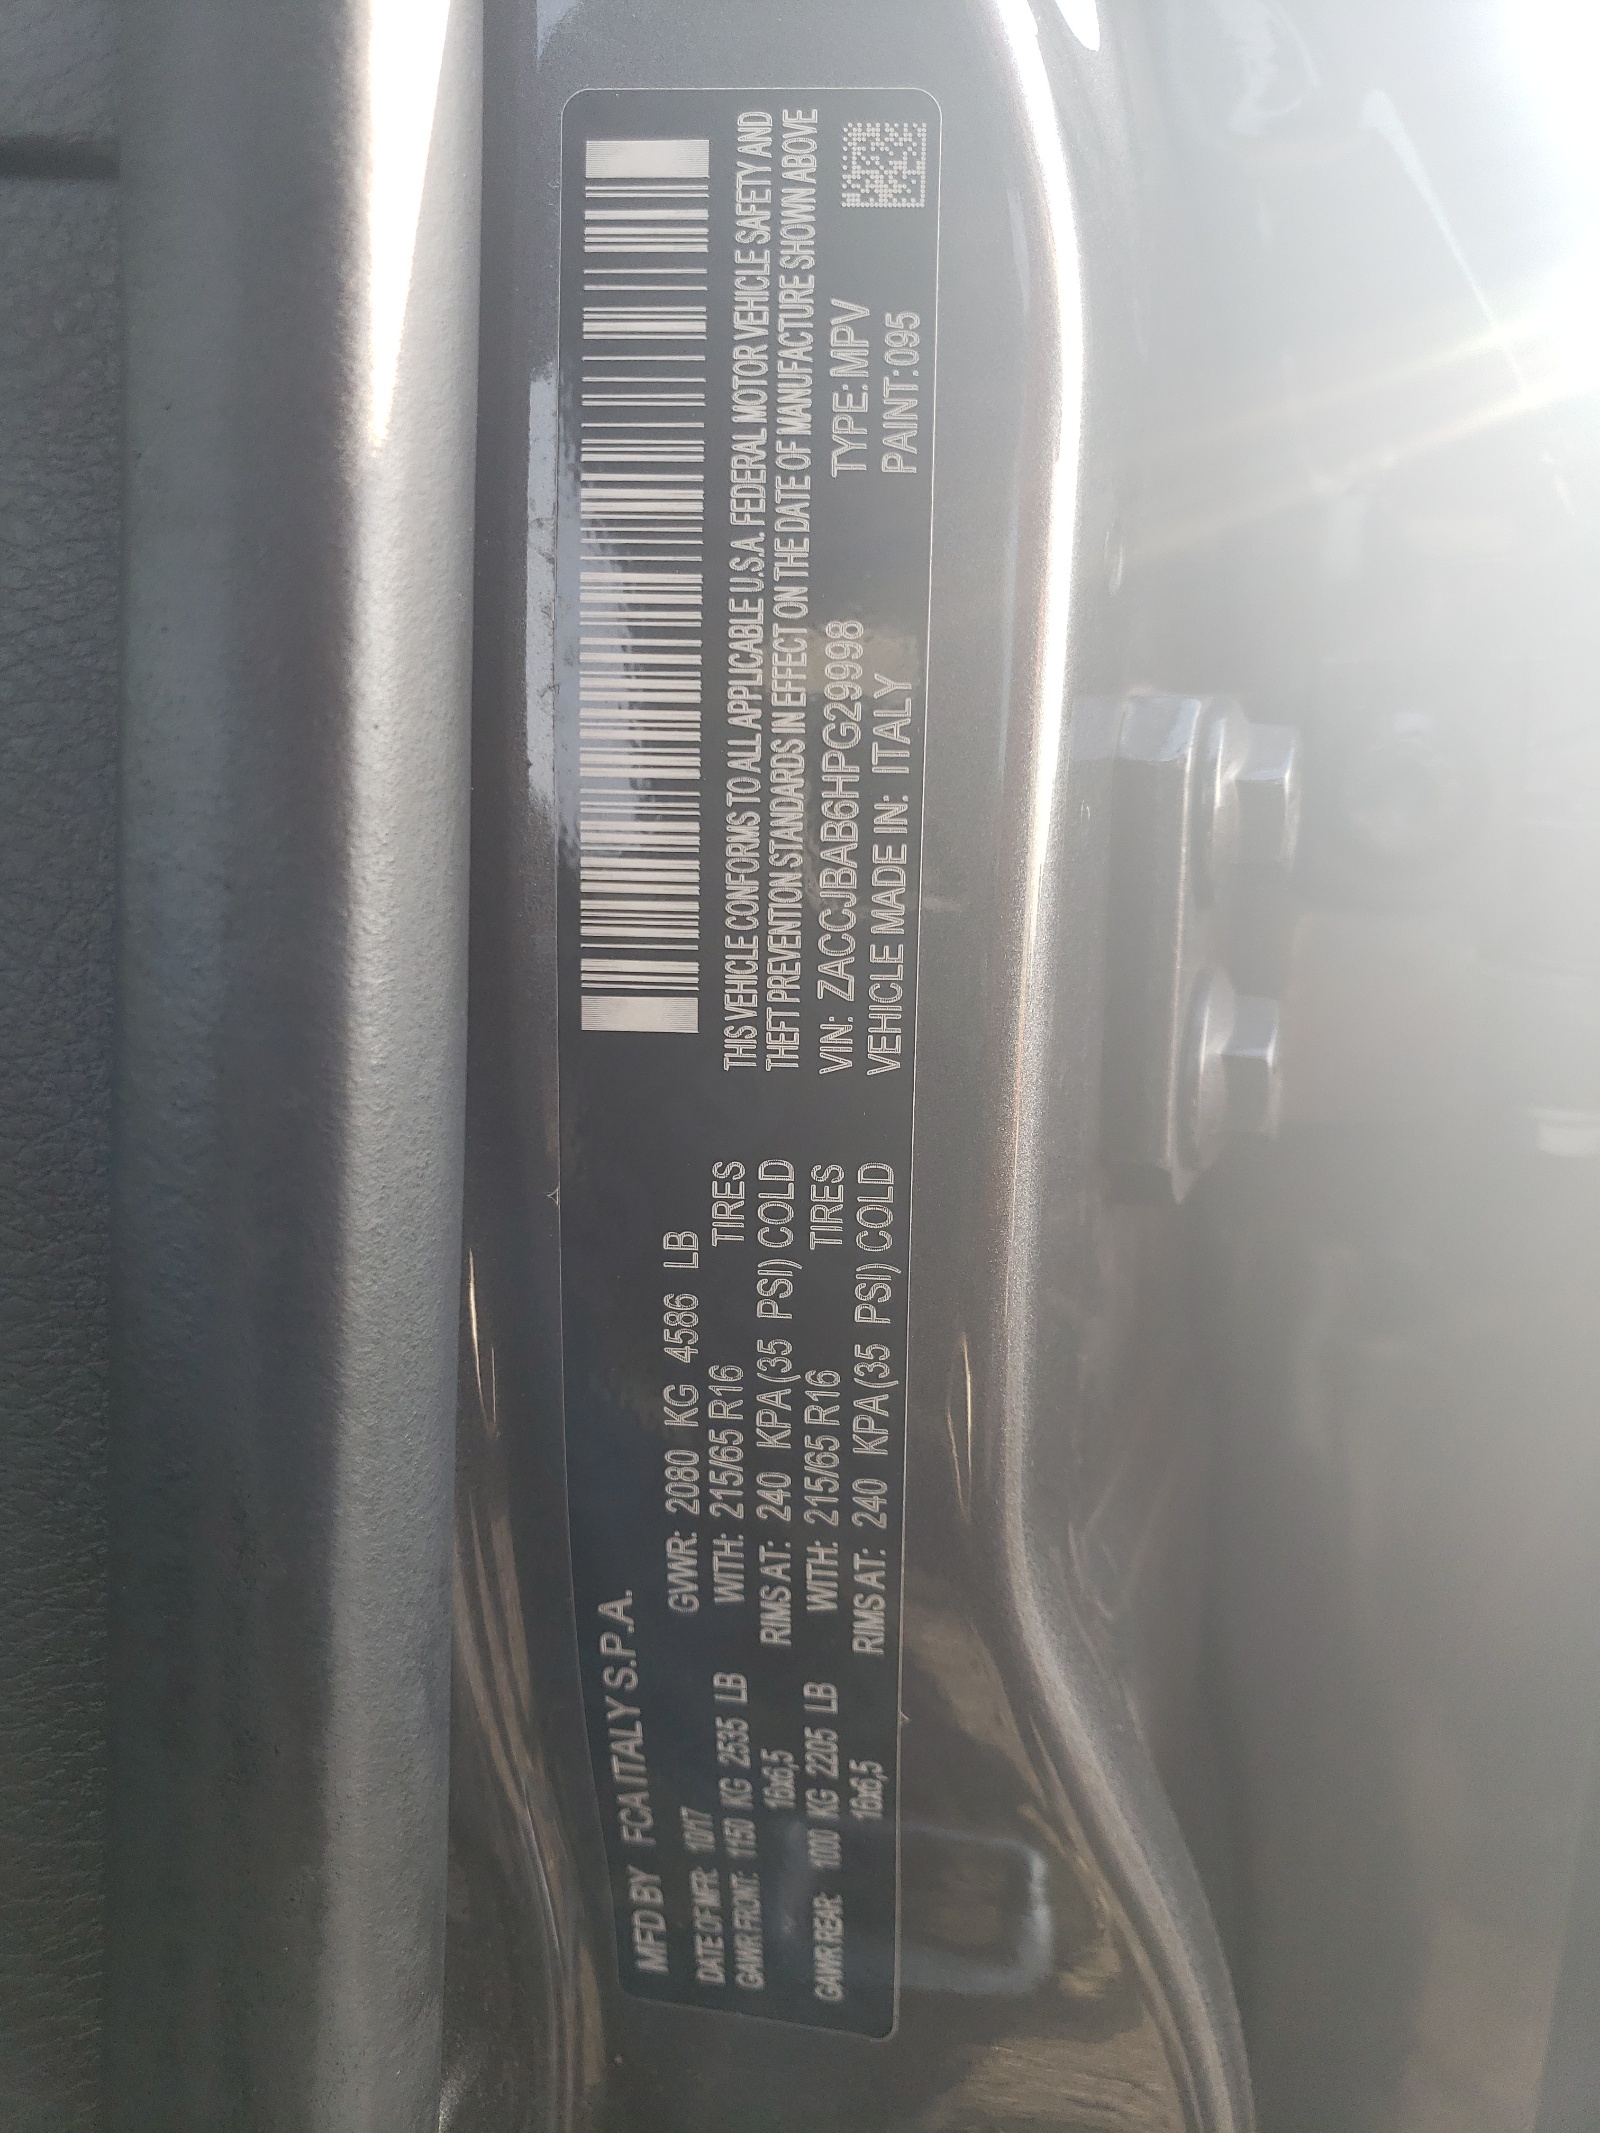 MFD BY FCA ITALY S.P.A.
DATE OF MFR: 10/17 GVWR: 2080 KG 4586 LB
GAWR FRONT: 1150 KG 2535 LB WITH: 215/65 R16 TIRES
16x6,5 RIMS AT: 240 KPA(35 PSI) COLD
GAWR REAR: 1000 KG 2205 LB WITH: 215/65 R16 TIRES
16x6,5 RIMS AT: 240 KPA(35 PSI) COLD
THIS VEHICLE CONFORMS TO ALL APPLICABLE U.S.A. FEDERAL MOTOR VEHICLE SAFETY AND
THEFT PREVENTION STANDARDS IN EFFECT ON THE DATE OF MANUFACTURE SHOWN ABOVE
VIN: ZACCJBAB6HPG29998 TYPE: MPV
VEHICLE MADE IN: ITALY PAINT: 095